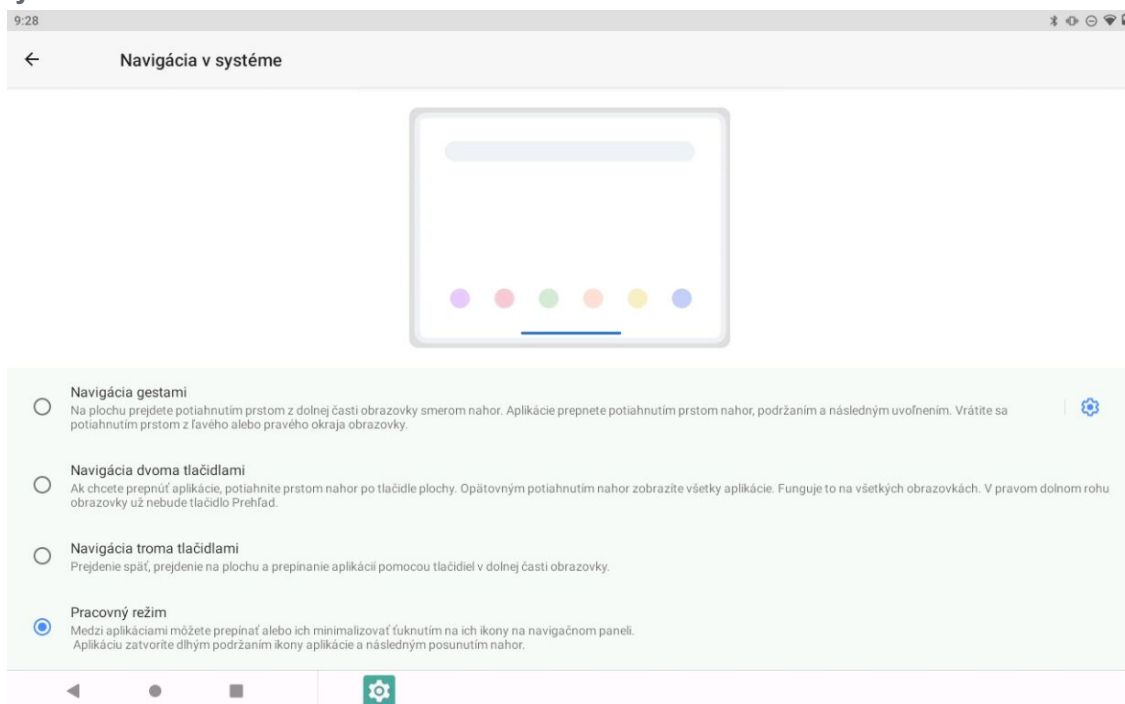 9:28
Navigácia v systéme
Navigácia gestami
Na plochu prejdete potiahnutím prstom z dolnej časti obrazovky smerom nahor. Aplikácie prepnete potiahnutím prstom nahor, podržaním a následným uvoľnením. Vrátite sa
potiahnutím prstom z ľavého alebo pravého okraja obrazovky.
Navigácia dvoma tlačidlami
Ak chcete prepnúť aplikácie, potiahnite prstom nahor po tlačidle plochy. Opätovným potiahnutím nahor zobrazíte všetky aplikácie. Funguje to na všetkých obrazovkách. V pravom dolnom rohu
obrazovky už nebude tlačidlo Prehľad.
Navigácia troma tlačidlami
Prejdenie späť, prejdenie na plochu a prepínanie aplikácií pomocou tlačidiel v dolnej časti obrazovky.
Pracovný režim
Medzi aplikáciami môžete prepínať alebo ich minimalizovať ťuknutím na ich ikony na navigačnom paneli.
Aplikáciu zatvoríte dlhým podržaním ikony aplikácie a následným posunutím nahor.